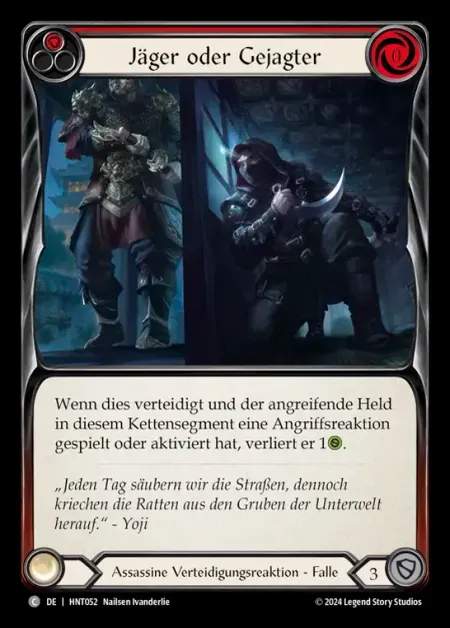 Jäger oder Gejagter
0
Wenn dies verteidigt und der angreifende Held
in diesem Kettensegment eine Angriffsreaktion
gespielt oder aktiviert hat, verliert er 1.
„Jeden Tag säubern wir die Straßen, dennoch
kriechen die Ratten aus den Gruben der Unterwelt
herauf.“ - Yoji
Assassine Verteidigungsreaktion - Falle
3
C DE | HNT052 Nailsen Ivanderlie
© 2024 Legend Story Studios